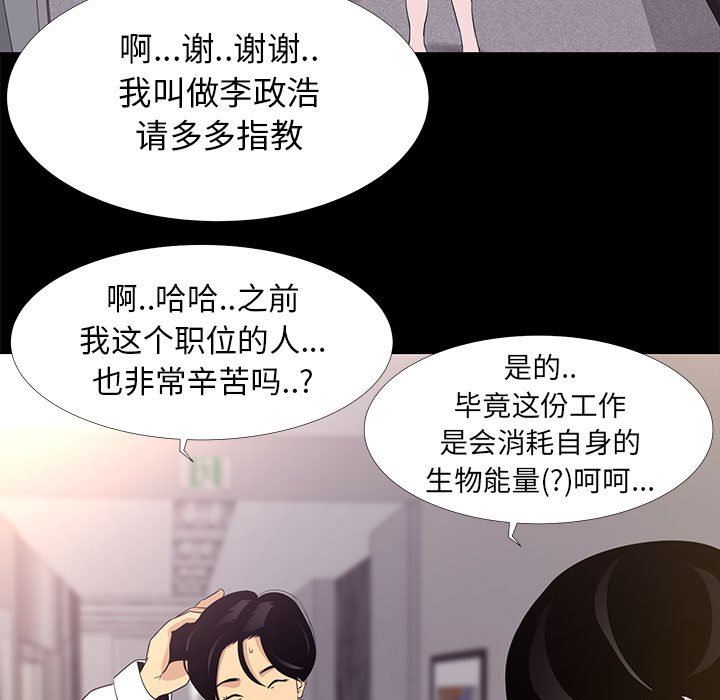 啊...谢..谢谢..
我叫做李政浩
请多多指教
啊..哈哈..之前
我这个职位的人...
也非常辛苦吗..?
是的..
毕竟这份工作
是会消耗自身的
生物能量(?)呵呵...